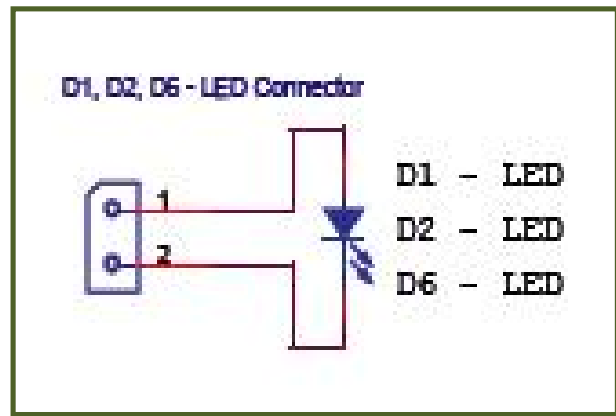 D1, D2, D6 - LED Connector
1
2
D1 - LED
D2 - LED
D6 - LED